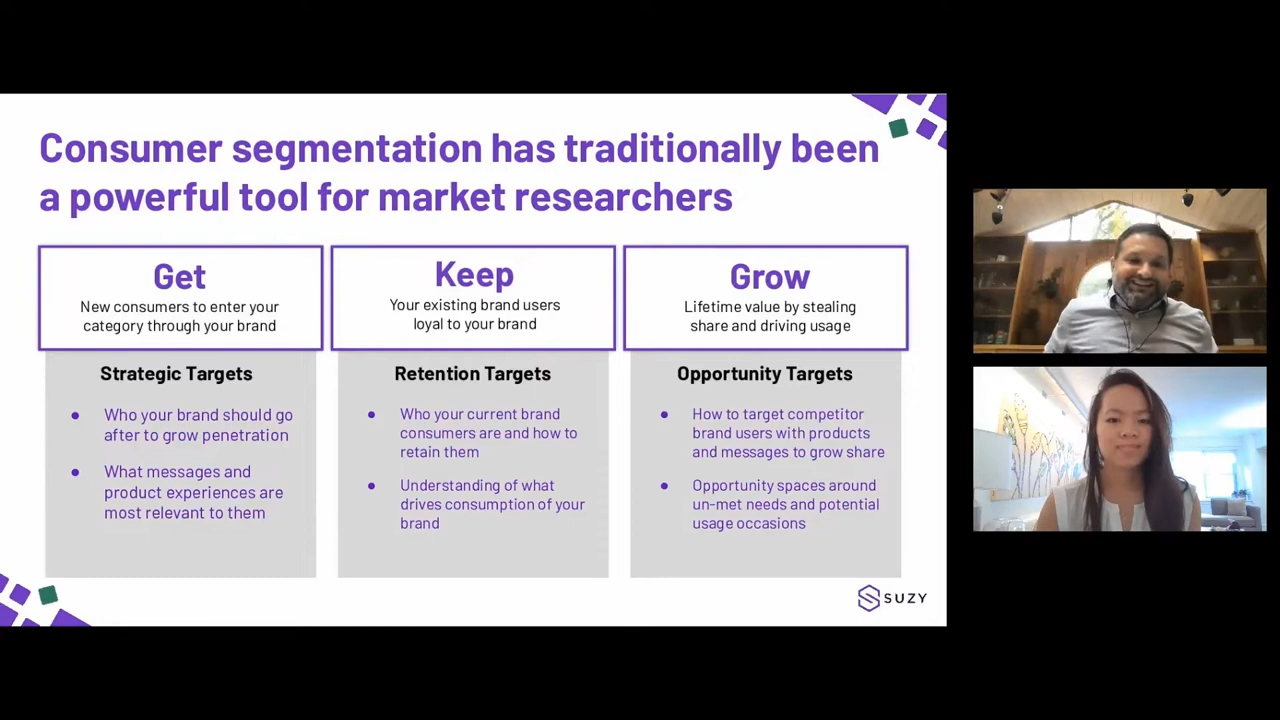 Consumer segmentation has traditionally been
a powerful tool for market researchers
Get
New consumers to enter your
category through your brand
Strategic Targets
● Who your brand should go
after to grow penetration
● What messages and
product experiences are
most relevant to them
Keep
Your existing brand users
loyal to your brand
Retention Targets
● Who your current brand
consumers are and how to
retain them
● Understanding of what
drives consumption of your
brand
Grow
Lifetime value by stealing
share and driving usage
Opportunity Targets
● How to target competitor
brand users with products
and messages to grow share
● Opportunity spaces around
un-met needs and potential
usage occasions
SUZY